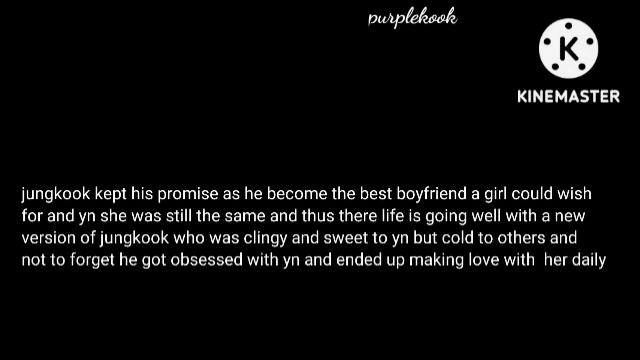 purplekook
K
KINEMASTER
jungkook kept his promise as he become the best boyfriend a girl could wish
for and yn she was still the same and thus there life is going well with a new
version of jungkook who was clingy and sweet to yn but cold to others and
not to forget he got obsessed with yn and ended up making love with her daily